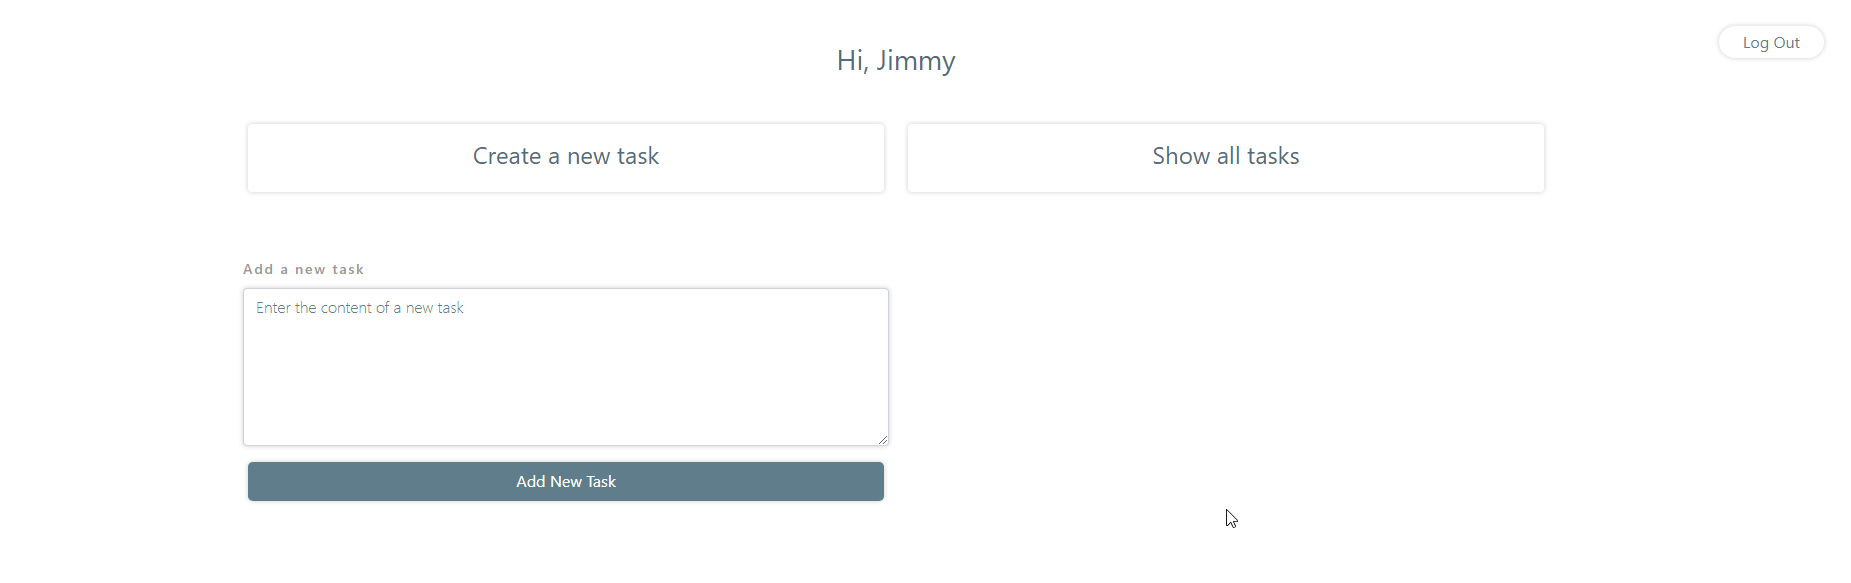 Log Out
Hi, Jimmy
Create a new task
Show all tasks
Add a new task
Enter the content of a new task
Add New Task